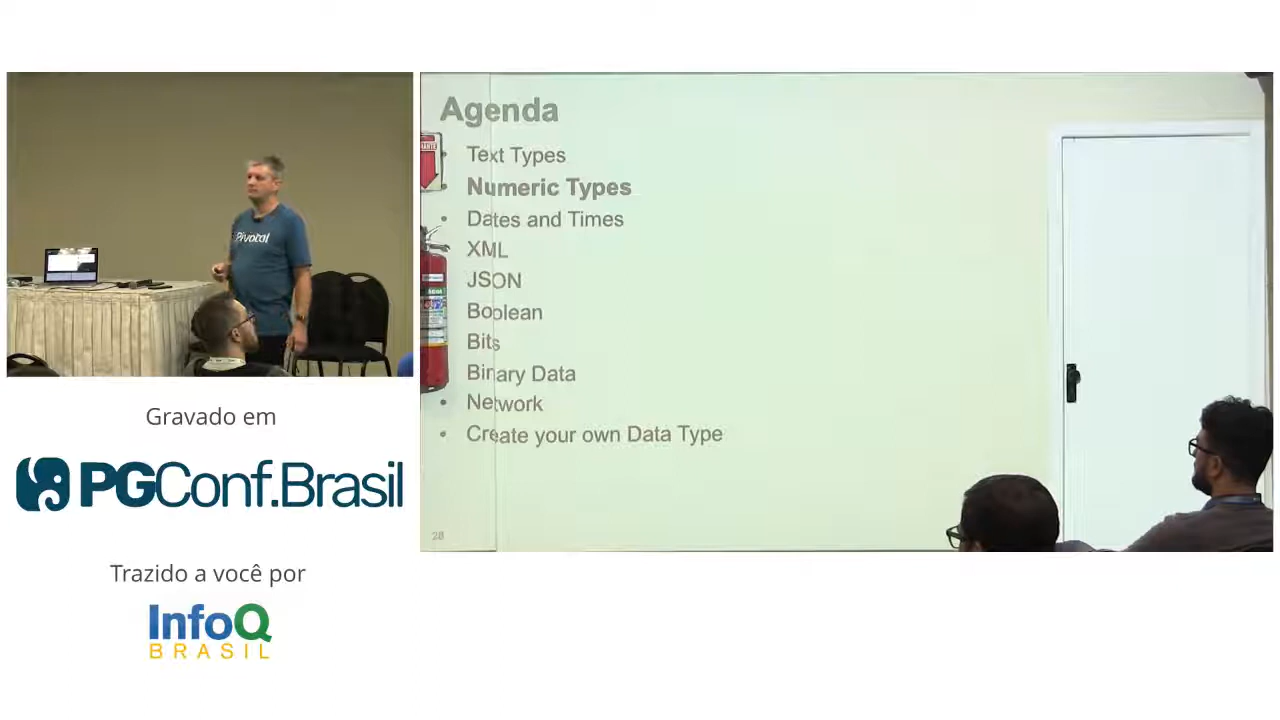 Pivotal
Gravado em
PGConf.Brasil
Trazido a você por
InfoQ
BRASIL
Agenda
• Text Types
• Numeric Types
• Dates and Times
XML
JSON
Boolean
Bits
Binary Data
• Network
• Create your own Data Type
28